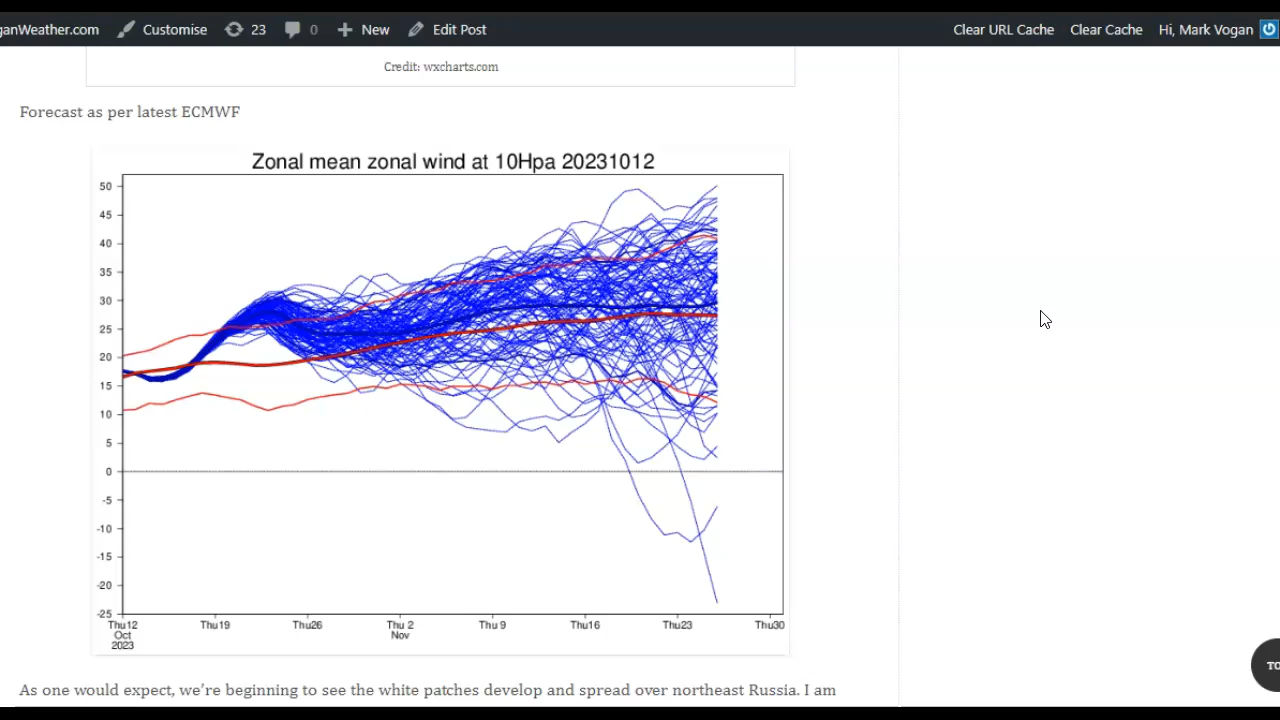 ganWeather.com Customise 23 0 New Edit Post Clear URL Cache Clear Cache Hi, Mark Vogan
Credit: wxcharts.com
Forecast as per latest ECMWF
Zonal mean zonal wind at 10Hpa 20231012
50
45
40
35
30
25
20
15
10
5
0
-5
-10
-15
-20
-25
Thu12 Thu19 Thu26 Thu 2 Thu 9 Thu16 Thu23 Thu30
Oct Nov
2023
TO
As one would expect, we're beginning to see the white patches develop and spread over northeast Russia. I am